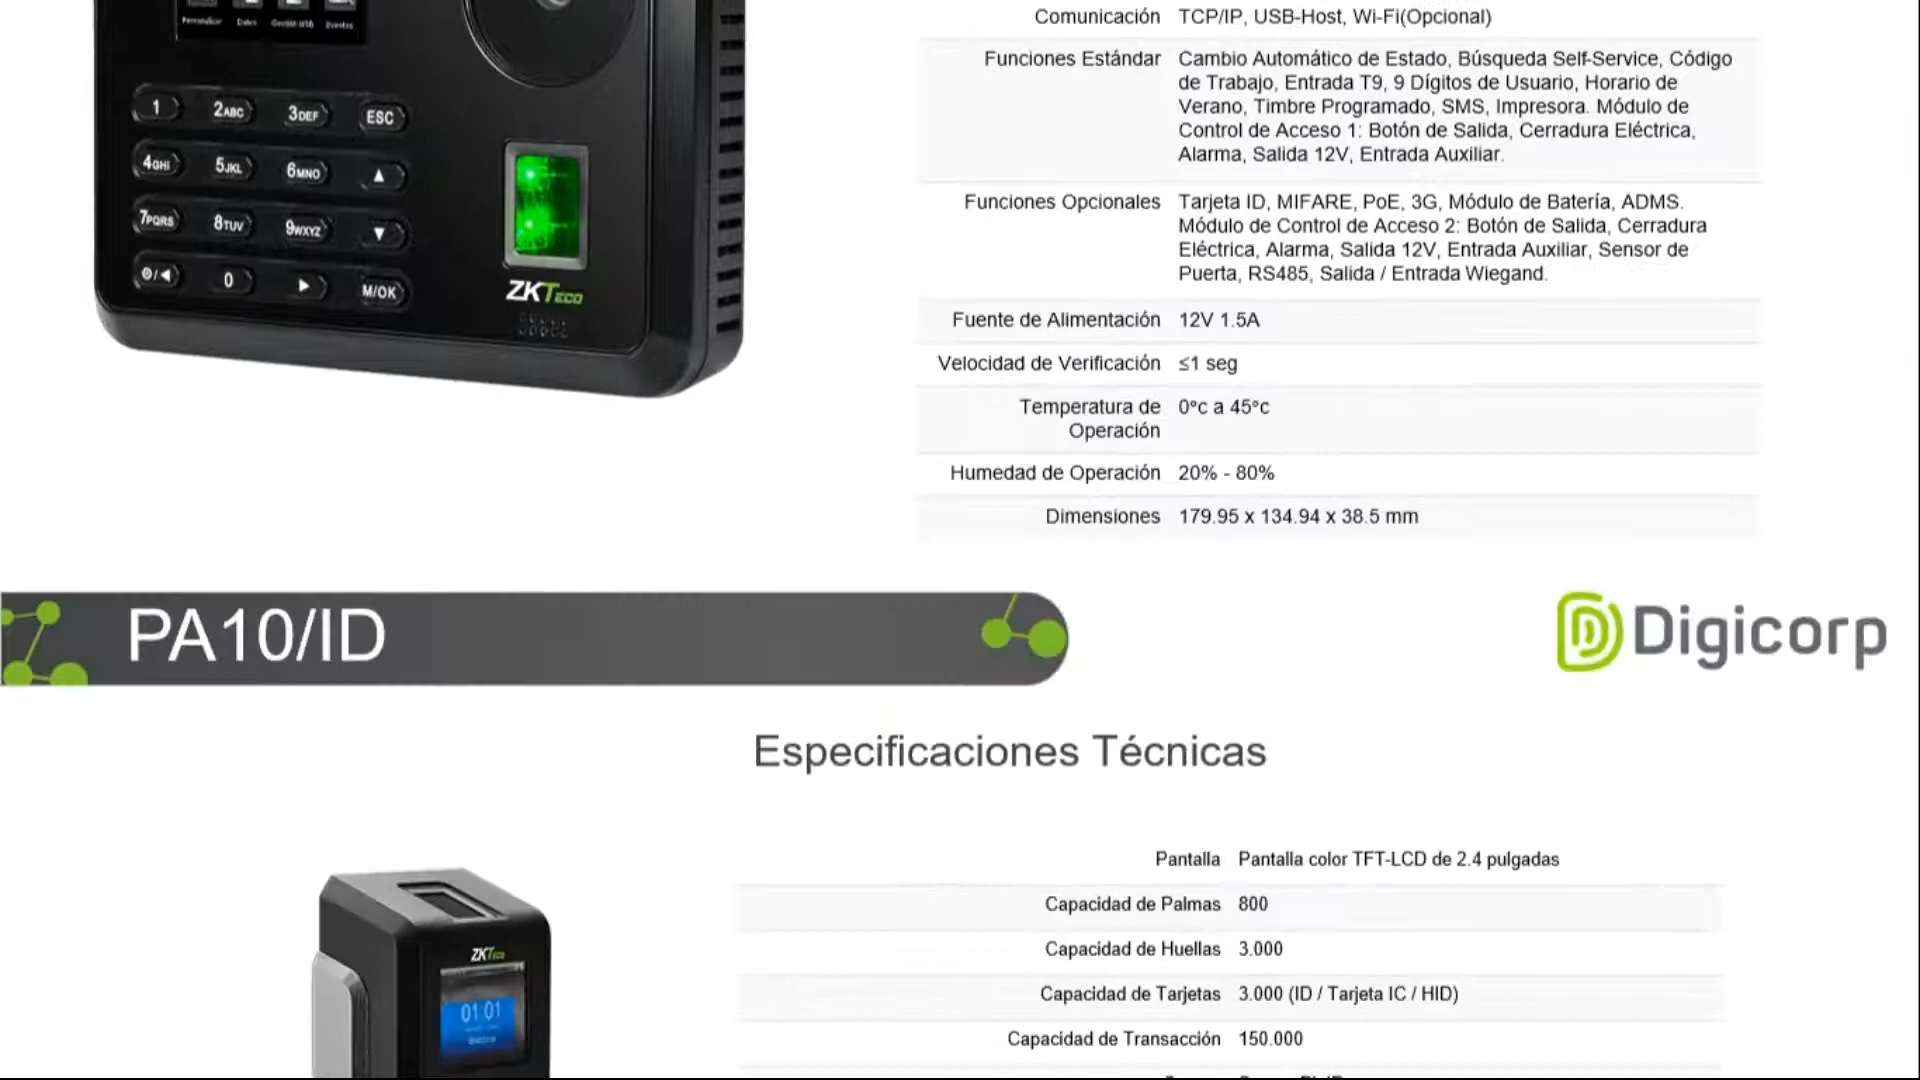 Personalizar Datos Gestión USB Eventos
1 2ABC 3DEF ESC
4GHI 5JKL 6MNO ▲
7PQRS 8TUV 9WXYZ ▼
0 ▶ M/OK
ZKTECO
Comunicación TCP/IP, USB-Host, Wi-Fi(Opcional)
Funciones Estándar Cambio Automático de Estado, Búsqueda Self-Service, Código
de Trabajo, Entrada T9, 9 Dígitos de Usuario, Horario de
Verano, Timbre Programado, SMS, Impresora. Módulo de
Control de Acceso 1: Botón de Salida, Cerradura Eléctrica,
Alarma, Salida 12V, Entrada Auxiliar.
Funciones Opcionales Tarjeta ID, MIFARE, PoE, 3G, Módulo de Batería, ADMS.
Módulo de Control de Acceso 2: Botón de Salida, Cerradura
Eléctrica, Alarma, Salida 12V, Entrada Auxiliar, Sensor de
Puerta, RS485, Salida / Entrada Wiegand.
Fuente de Alimentación 12V 1.5A
Velocidad de Verificación ≤1 seg
Temperatura de 0ºc a 45ºc
Operación
Humedad de Operación 20% - 80%
Dimensiones 179.95 x 134.94 x 38.5 mm
PA10/ID
Digicorp
Especificaciones Técnicas
ZKTECO
01:01
Pantalla Pantalla color TFT-LCD de 2.4 pulgadas
Capacidad de Palmas 800
Capacidad de Huellas 3.000
Capacidad de Tarjetas 3.000 (ID / Tarjeta IC / HID)
Capacidad de Transacción 150.000